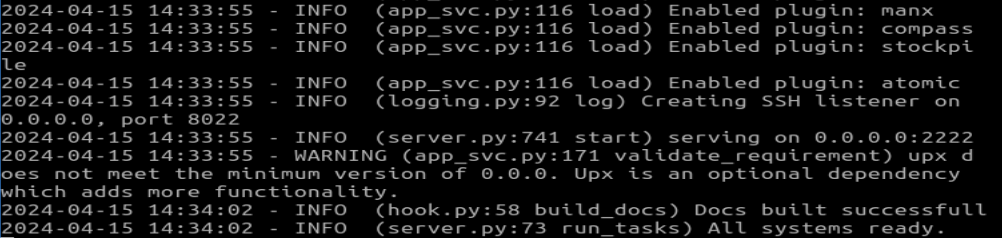 2024-04-15 14:33:55 - INFO  (app_svc.py:116 load) Enabled plugin: manx
2024-04-15 14:33:55 - INFO  (app_svc.py:116 load) Enabled plugin: compass
2024-04-15 14:33:55 - INFO  (app_svc.py:116 load) Enabled plugin: stockpi
le
2024-04-15 14:33:55 - INFO  (app_svc.py:116 load) Enabled plugin: atomic
2024-04-15 14:33:55 - INFO  (logging.py:92 log) Creating SSH listener on
0.0.0.0, port 8022
2024-04-15 14:33:55 - INFO  (server.py:741 start) serving on 0.0.0.0:2222
2024-04-15 14:33:55 - WARNING (app_svc.py:171 validate_requirement) upx d
oes not meet the minimum version of 0.0.0. Upx is an optional dependency
which adds more functionality.
2024-04-15 14:34:02 - INFO  (hook.py:58 build_docs) Docs built successfull
2024-04-15 14:34:02 - INFO  (server.py:73 run_tasks) All systems ready.